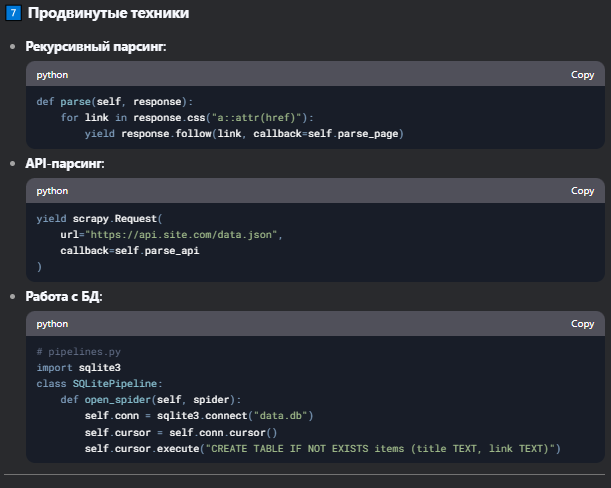 7 Продвинутые техники
Рекурсивный парсинг:
python Copy
def parse(self, response):
    for link in response.css("a::attr(href)"):
        yield response.follow(link, callback=self.parse_page)
API-парсинг:
python Copy
yield scrapy.Request(
    url="https://api.site.com/data.json",
    callback=self.parse_api
)
Работа с БД:
python Copy
# pipelines.py
import sqlite3
class SQLitePipeline:
    def open_spider(self, spider):
        self.conn = sqlite3.connect("data.db")
        self.cursor = self.conn.cursor()
        self.cursor.execute("CREATE TABLE IF NOT EXISTS items (title TEXT, link TEXT)")